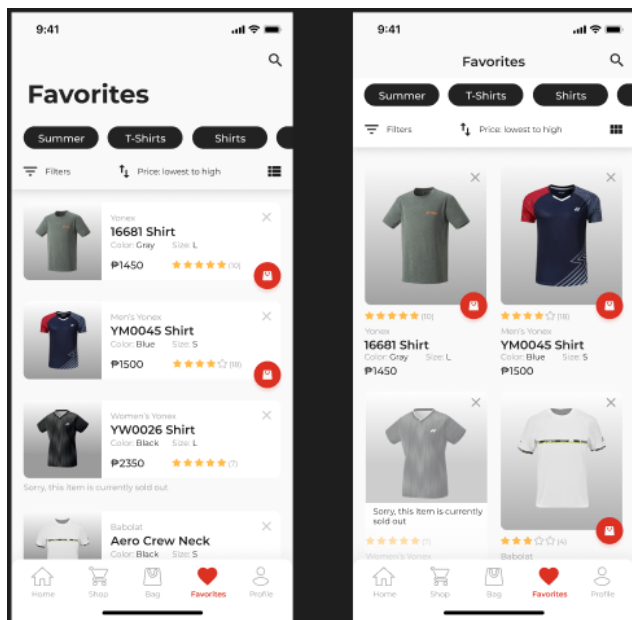 9:41
Favorites
Summer T-Shirts Shirts
Filters Price: lowest to high
Yonex
16681 Shirt
Color: Gray Size: L
₱1450 (10)
Men's Yonex
YM0045 Shirt
Color: Blue Size: S
₱1500 (18)
Women's Yonex
YW0026 Shirt
Color: Black Size: L
₱2350 (7)
Sorry, this item is currently sold out
Babolat
Aero Crew Neck
Color: Black Size: S
Home Shop Bag Favorites Profile
9:41
Favorites
Summer T-Shirts Shirts
Filters Price: lowest to high
(10)
Yonex
16681 Shirt
Color: Gray Size: L
₱1450
(18)
Men's Yonex
YM0045 Shirt
Color: Blue Size: S
₱1500
Sorry, this item is currently
sold out
(7)
Women's Yonex
(4)
Babolat
Home Shop Bag Favorites Profile